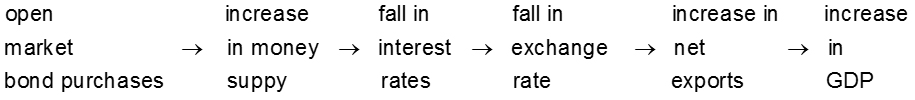 open increase fall in fall in increase in increase
market → in money → interest → exchange → net → in
bond purchases suppy rates rate exports GDP